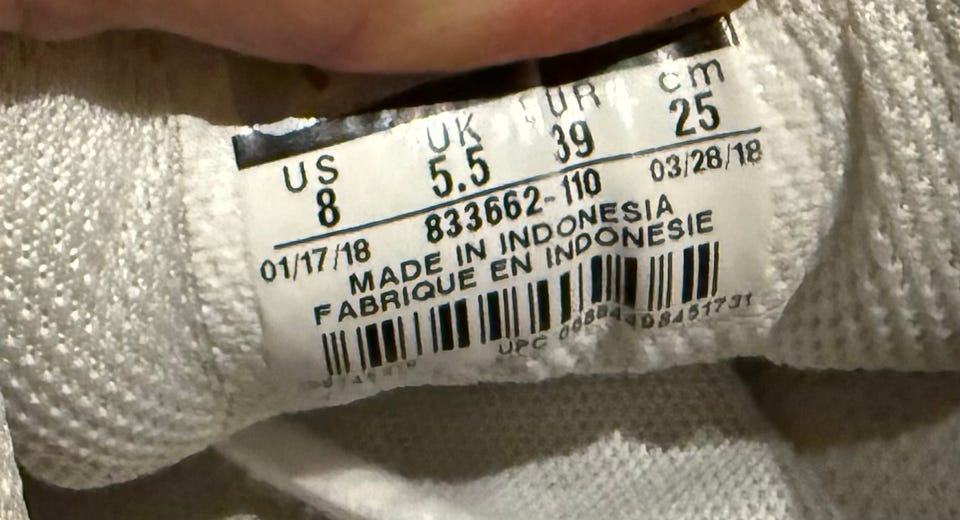 US UK EUR cm
8 5.5 39 25
01/17/18 833662-110 03/28/18
MADE IN INDONESIA
FABRIQUE EN INDONESIE
UPC